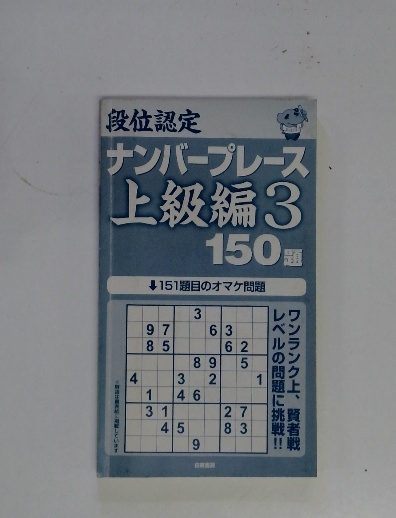 段位認定
ナンバープレース
上級編3
150題
⬇151題目のオマケ問題
3
9 7 6 3
8 5 6 2
8 9 5
4 3 2 1
1 4 6
3 1 2 7
4 5 8 3
9
ワンランク上、賢者戦
レベルの問題に挑戦!!